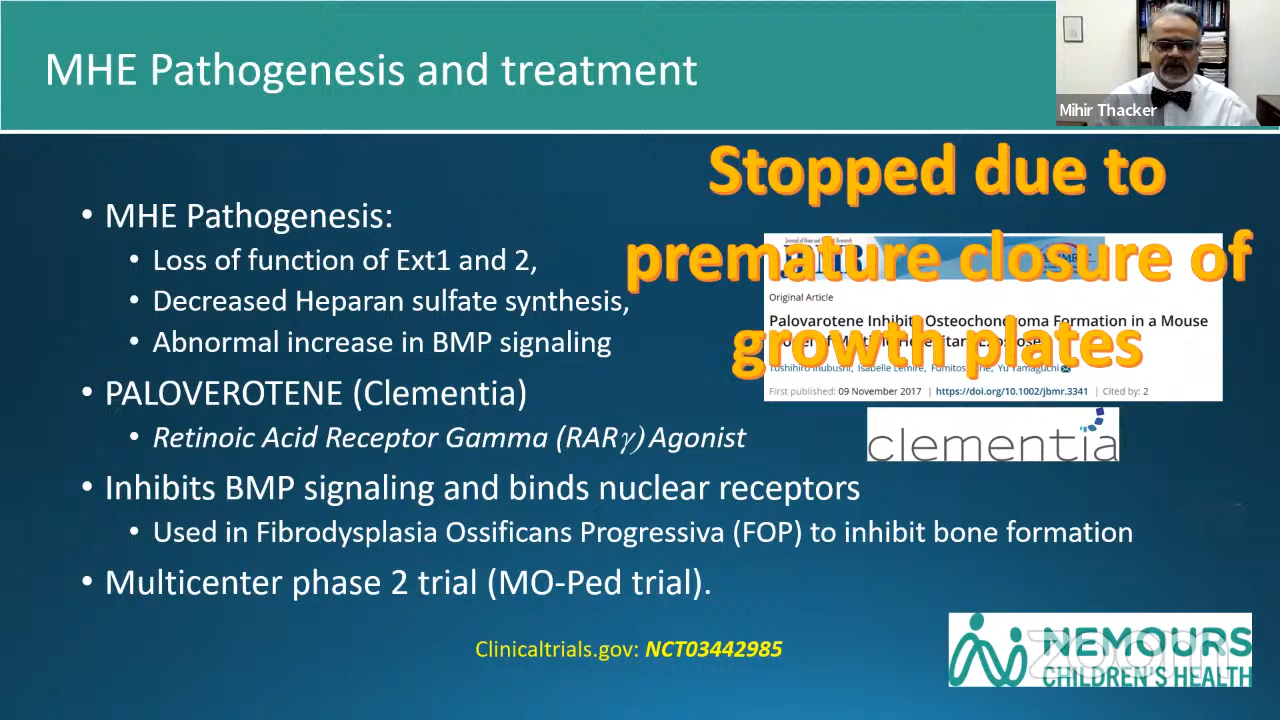 MHE Pathogenesis and treatment
Mihir Thacker
Stopped due to
premature closure of
growth plates
• MHE Pathogenesis:
• Loss of function of Ext1 and 2,
• Decreased Heparan sulfate synthesis,
• Abnormal increase in BMP signaling
• PALOVEROTENE (Clementia)
• Retinoic Acid Receptor Gamma (RARγ) Agonist
• Inhibits BMP signaling and binds nuclear receptors
• Used in Fibrodysplasia Ossificans Progressiva (FOP) to inhibit bone formation
• Multicenter phase 2 trial (MO-Ped trial).
Clinicaltrials.gov: NCT03442985
Original Article
Palovarotene Osteochondroma Formation in a Mouse
Isabelle Lemire, Yu Yamaguchi
First published: 09 November 2017 | https://doi.org/10.1002/jbmr.3341 | Cited by: 2
clementia
NEMOURS
CHILDREN'S HEALTH
zoom